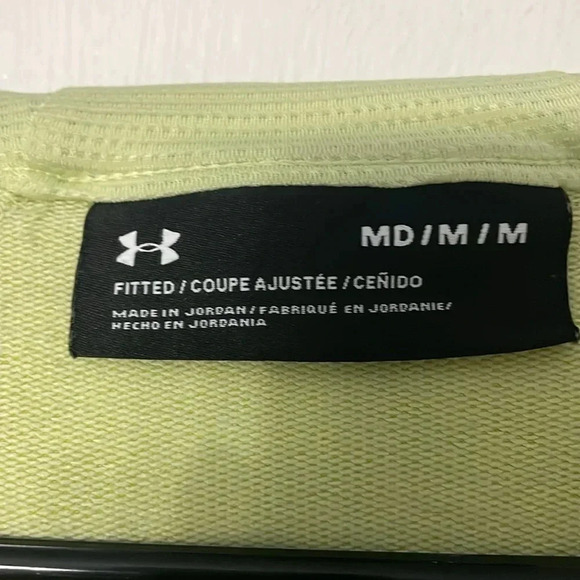 MD / M / M
FITTED / COUPE AJUSTÉE / CEÑIDO
MADE IN JORDAN / FABRIQUÉ EN JORDANIE /
HECHO EN JORDANIA